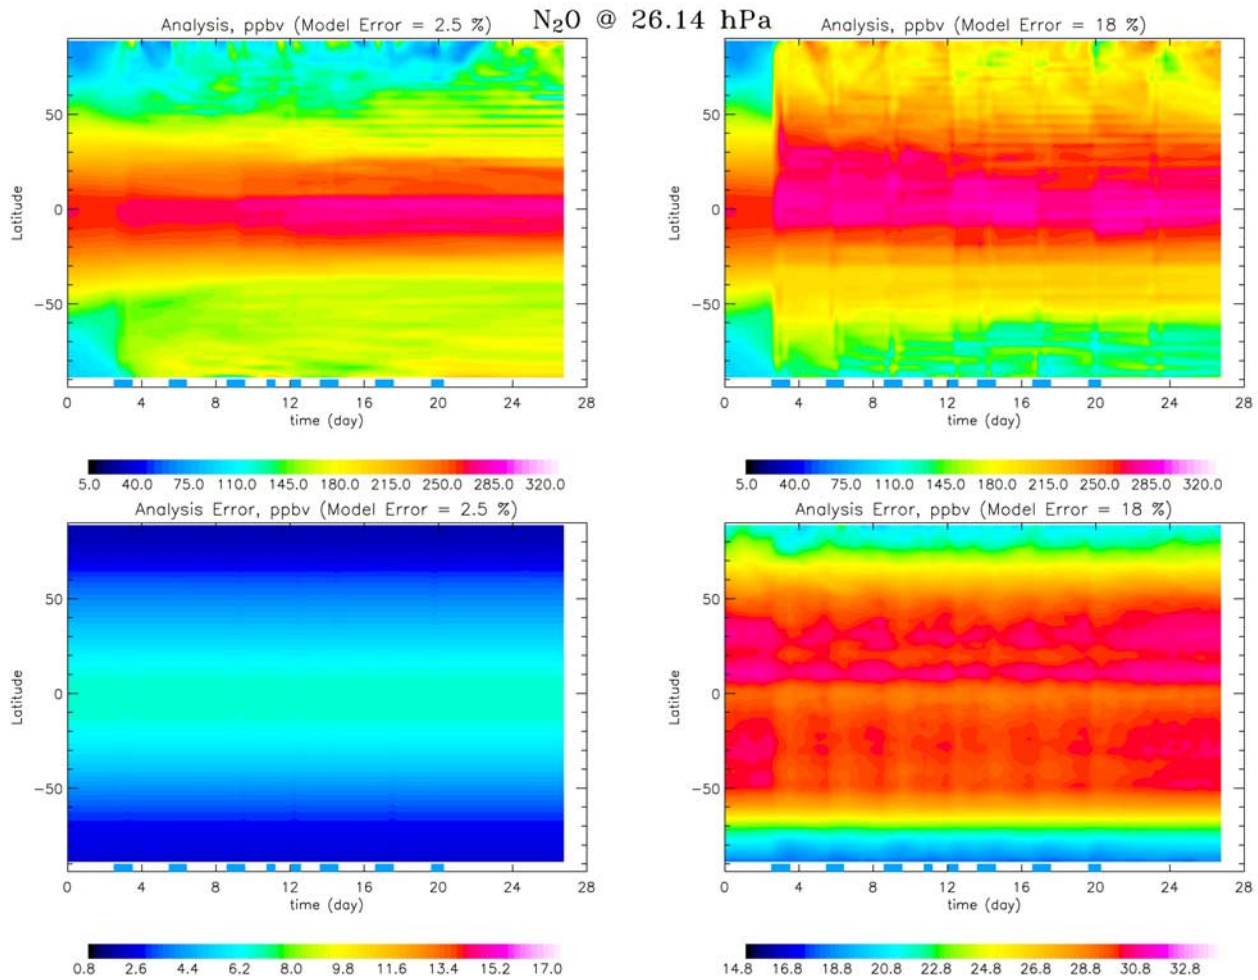 N₂O @ 26.14 hPa
Analysis, ppbv (Model Error = 2.5 %)
Analysis, ppbv (Model Error = 18 %)
Latitude
50
0
−50
0 4 8 12 16 20 24 28
time (day)
5.0 40.0 75.0 110.0 145.0 180.0 215.0 250.0 285.0 320.0
Latitude
50
0
−50
0 4 8 12 16 20 24 28
time (day)
5.0 40.0 75.0 110.0 145.0 180.0 215.0 250.0 285.0 320.0
Analysis Error, ppbv (Model Error = 2.5 %)
Latitude
50
0
−50
0 4 8 12 16 20 24 28
time (day)
0.8 2.6 4.4 6.2 8.0 9.8 11.6 13.4 15.2 17.0
Analysis Error, ppbv (Model Error = 18 %)
Latitude
50
0
−50
0 4 8 12 16 20 24 28
time (day)
14.8 16.8 18.8 20.8 22.8 24.8 26.8 28.8 30.8 32.8